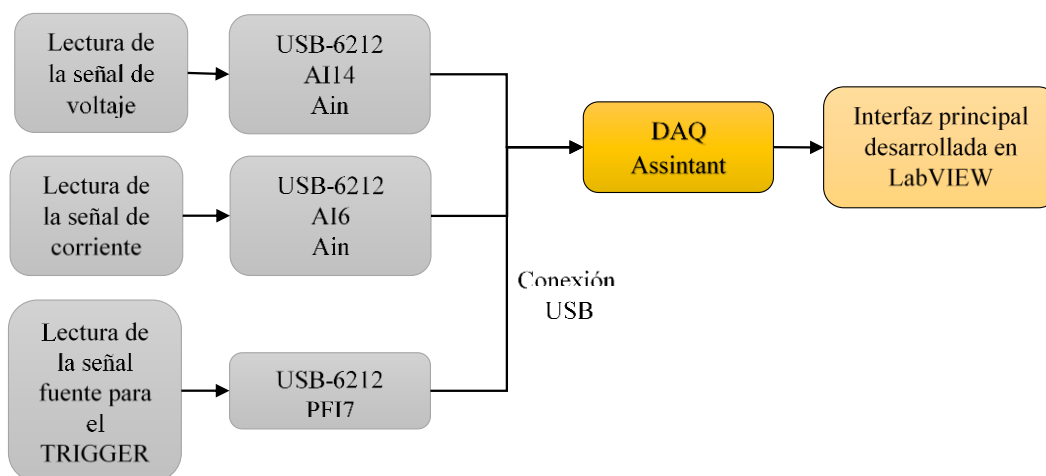 Lectura de
la señal de
voltaje
USB-6212
AI14
Ain
Lectura de
la señal de
corriente
USB-6212
AI6
Ain
Lectura de
la señal
fuente para
el
TRIGGER
USB-6212
PFI7
Conexión
USB
DAQ
Assintant
Interfaz principal
desarrollada en
LabVIEW